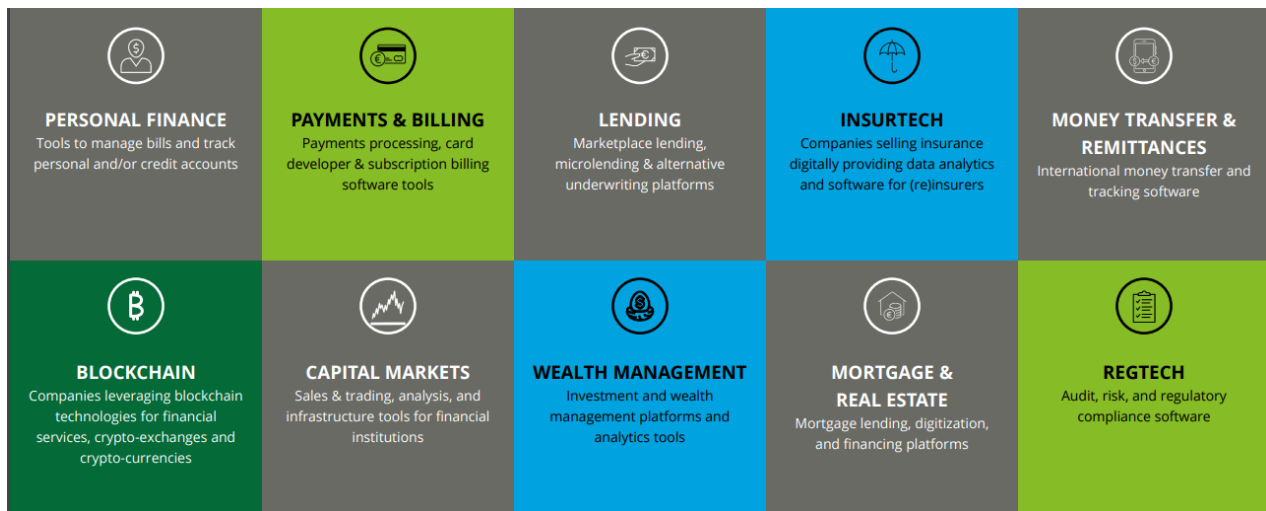 PERSONAL FINANCE
Tools to manage bills and track
personal and/or credit accounts
PAYMENTS & BILLING
Payments processing, card
developer & subscription billing
software tools
LENDING
Marketplace lending,
microlending & alternative
underwriting platforms
INSURTECH
Companies selling insurance
digitally providing data analytics
and software for (re)insurers
MONEY TRANSFER &
REMITTANCES
International money transfer and
tracking software
BLOCKCHAIN
Companies leveraging blockchain
technologies for financial
services, crypto-exchanges and
crypto-currencies
CAPITAL MARKETS
Sales & trading, analysis, and
infrastructure tools for financial
institutions
WEALTH MANAGEMENT
Investment and wealth
management platforms and
analytics tools
MORTGAGE &
REAL ESTATE
Mortgage lending, digitization,
and financing platforms
REGTECH
Audit, risk, and regulatory
compliance software